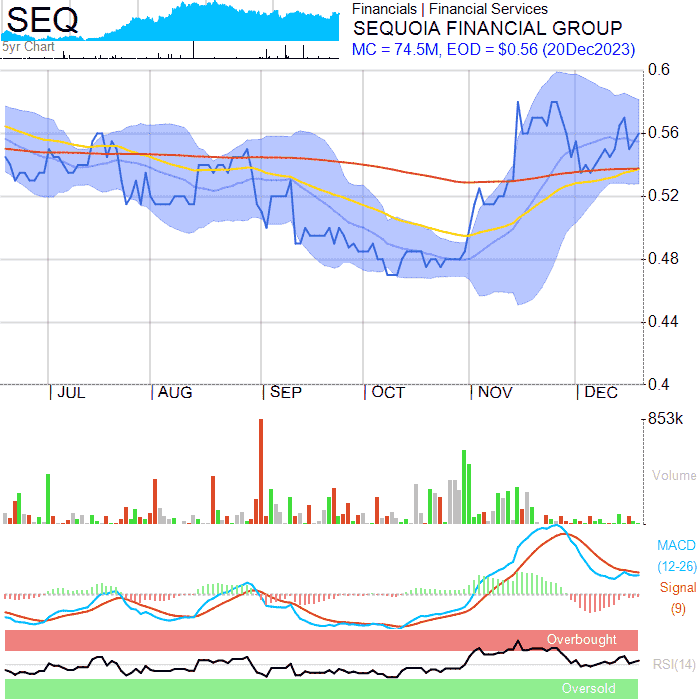 SEQ
5yr Chart
Financials | Financial Services
SEQUOIA FINANCIAL GROUP
MC = 74.5M, EOD = $0.56 (20Dec2023)
0.6
0.56
0.52
0.48
0.44
0.4
JUL AUG SEP OCT NOV DEC
853k
Volume
MACD
(12-26)
Signal
(9)
Overbought
RSI(14)
Oversold